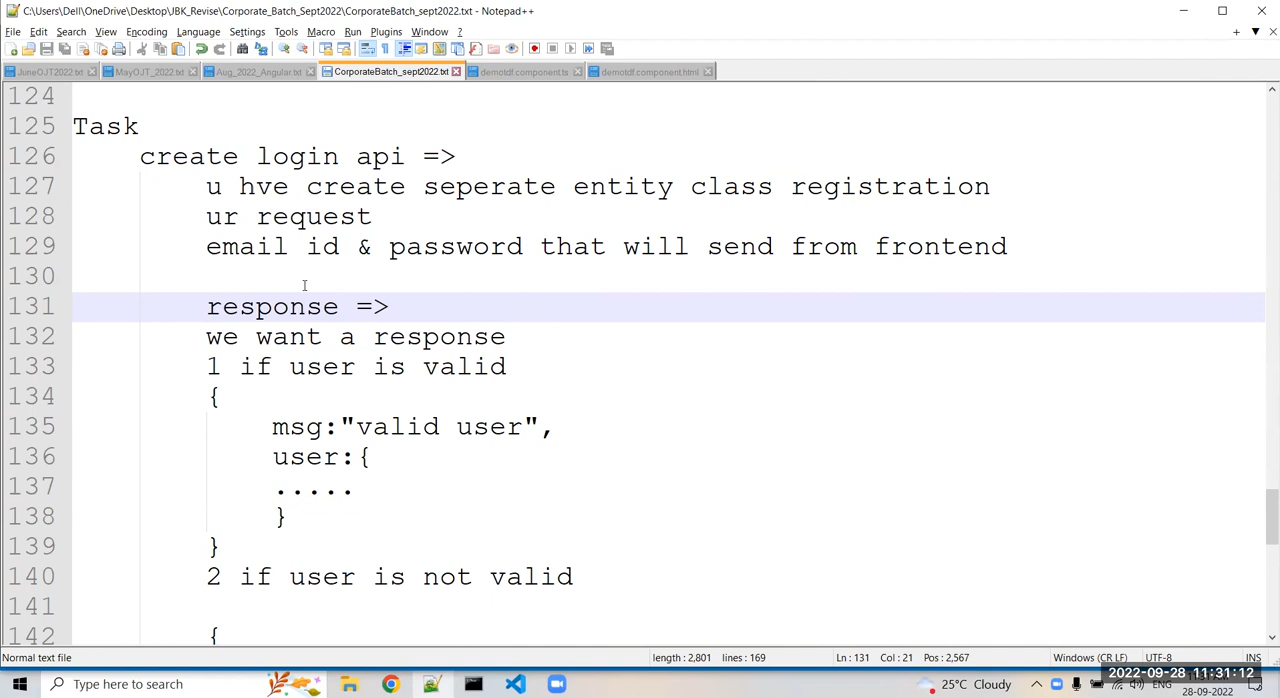 C:\Users\Dell\OneDrive\Desktop\JBK_Revise\Corporate_Batch_Sept2022\CorporateBatch_sept2022.txt - Notepad++
File Edit Search View Encoding Language Settings Tools Macro Run Plugins Window ?
JuneOJT2022.txt MayOJT_2022.txt Aug_2022_Angular.txt CorporateBatch_sept2022.txt demotdf.component.ts demotdf.component.html
124
125 Task
126 create login api =>
127 u hve create seperate entity class registration
128 ur request
129 email id & password that will send from frontend
130
131 response =>
132 we want a response
133 1 if user is valid
134 {
135 msg:"valid user",
136 user:{
137 .....
138 }
139 }
140 2 if user is not valid
141
142 {
Normal text file length : 2,801 lines : 169 Ln : 131 Col : 21 Pos : 2,567 Windows (CR LF) UTF-8 INS
2022-09-28 11:31:12
Type here to search 25°C Cloudy ENG
28-09-2022